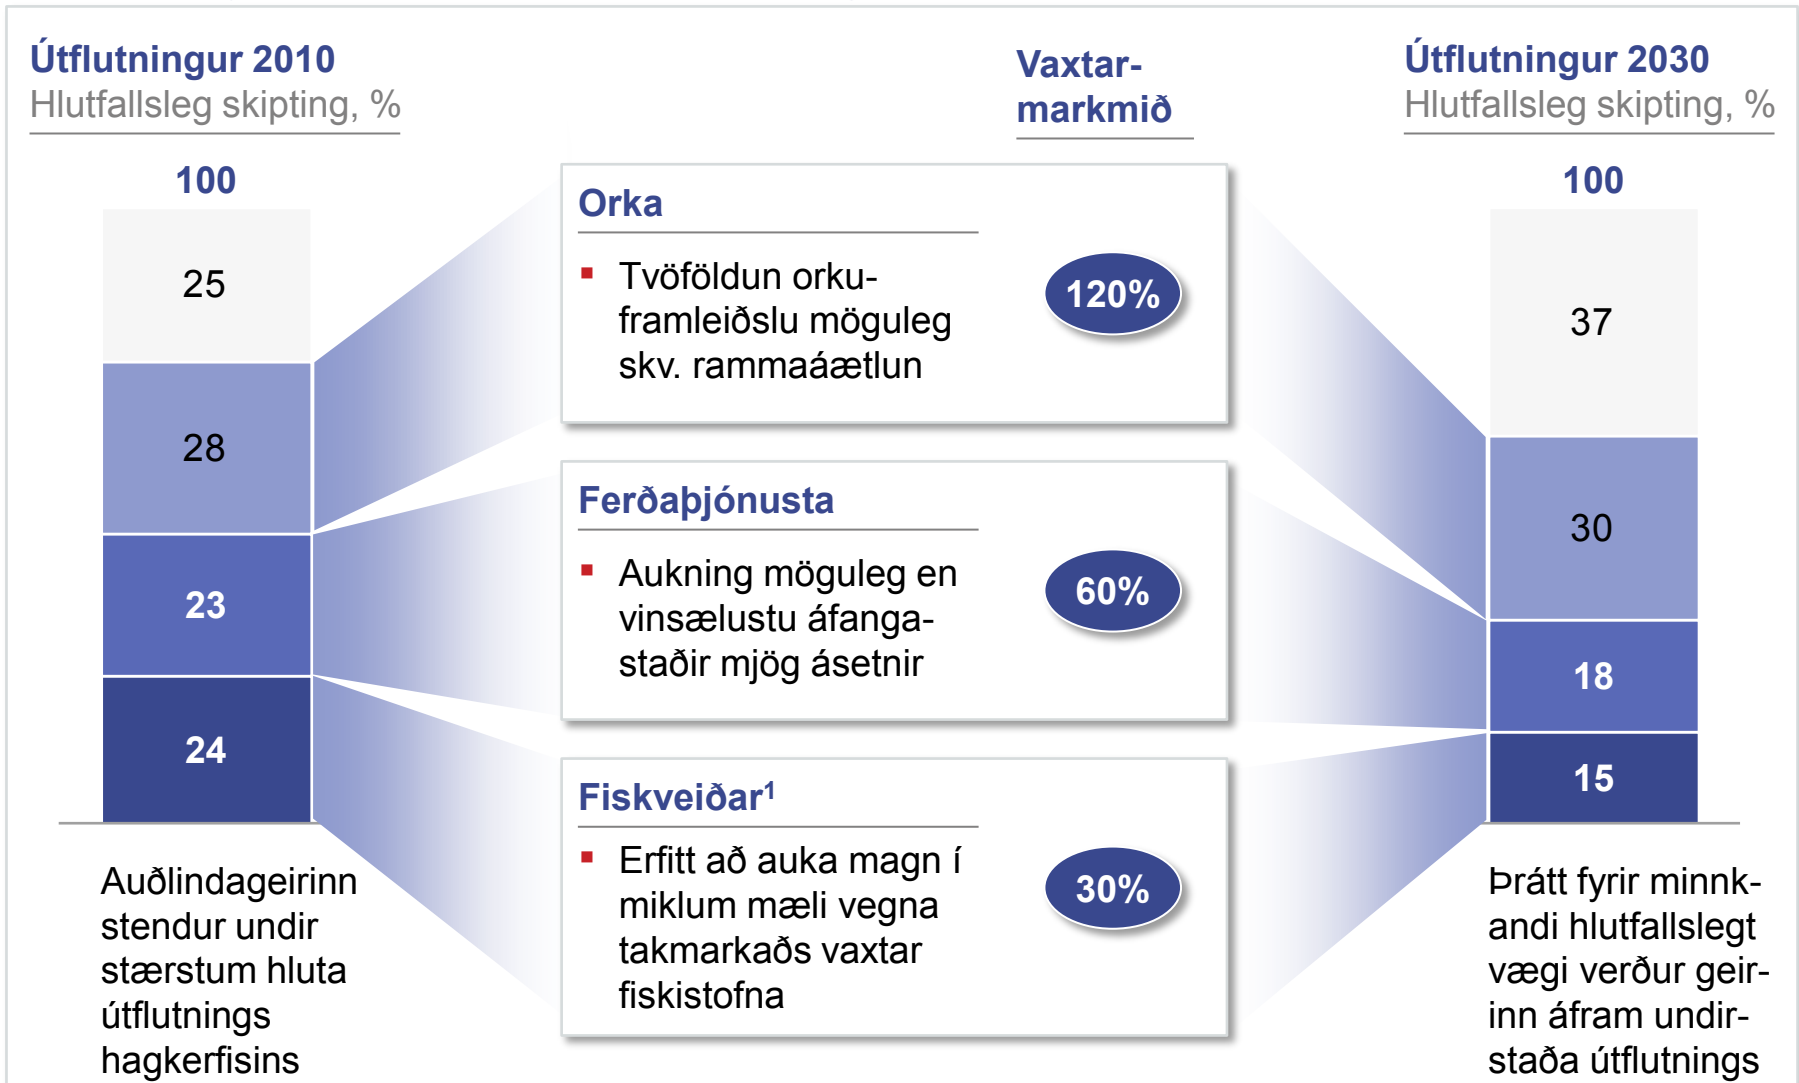 Útflutningur 2010
Hlutfallsleg skipting, %
100
25
28
23
24
Auðlindageirinn
stendur undir
stærstum hluta
útflutnings
hagkerfisins
Vaxtar-
markmið
Orka
▪ Tvöföldun orku-
framleiðslu möguleg
skv. rammaáætlun
120%
Ferðaþjónusta
▪ Aukning möguleg en
vinsælustu áfanga-
staðir mjög ásetnir
60%
Fiskveiðar¹
▪ Erfitt að auka magn í
miklum mæli vegna
takmarkaðs vaxtar
fiskistofna
30%
Útflutningur 2030
Hlutfallsleg skipting, %
100
37
30
18
15
Þrátt fyrir minnk-
andi hlutfallslegt
vægi verður geir-
inn áfram undir-
staða útflutnings